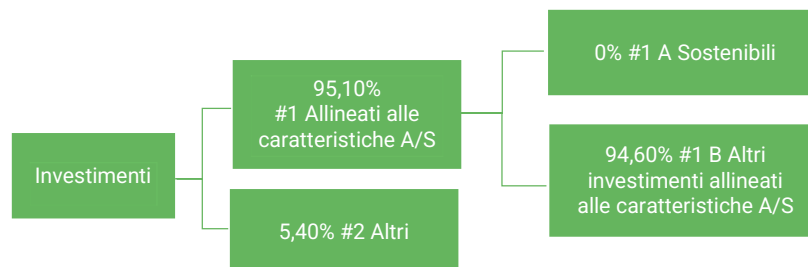 Investimenti
95,10%
#1 Allineati alle
caratteristiche A/S
5,40% #2 Altri
0% #1 A Sostenibili
94,60% #1 B Altri
investimenti allineati
alle caratteristiche A/S